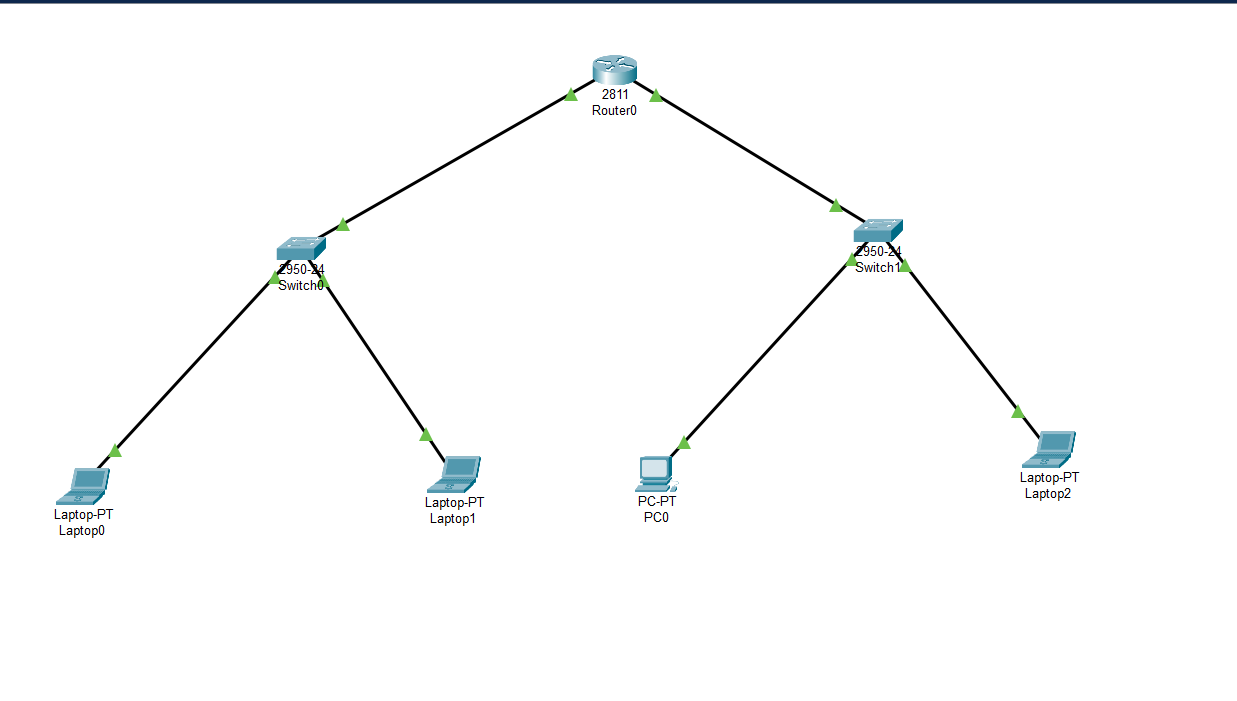 2811
Router0
2950-24
Switch0
2950-24
Switch1
Laptop-PT
Laptop0
Laptop-PT
Laptop1
PC-PT
PC0
Laptop-PT
Laptop2